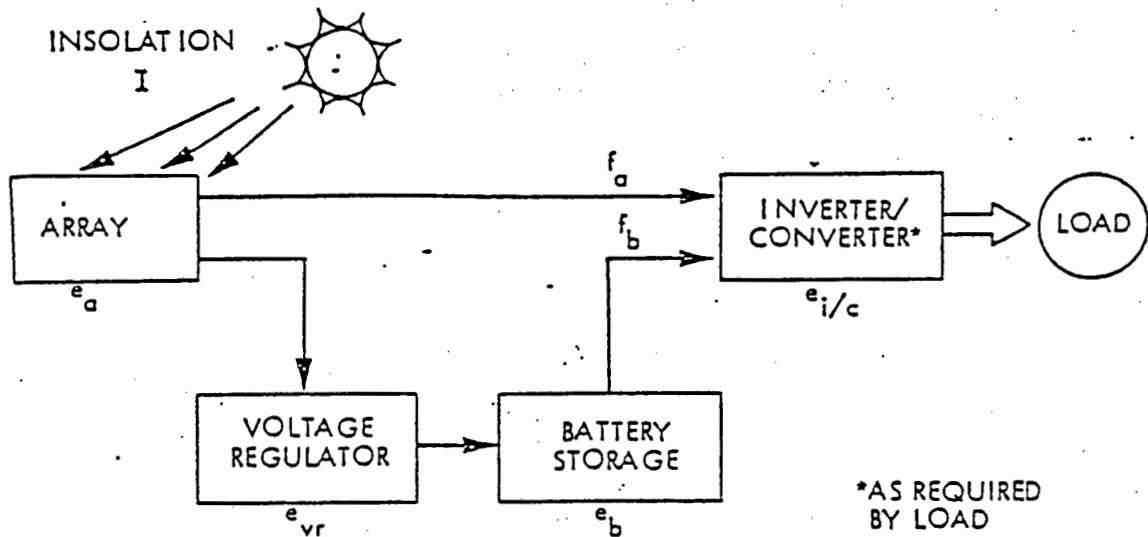 INSOLATION
I
f_a
ARRAY
INVERTER/
CONVERTER*
LOAD
f_b
e_a
e_i/c
VOLTAGE
REGULATOR
BATTERY
STORAGE
e_vr
e_b
*AS REQUIRED
BY LOAD